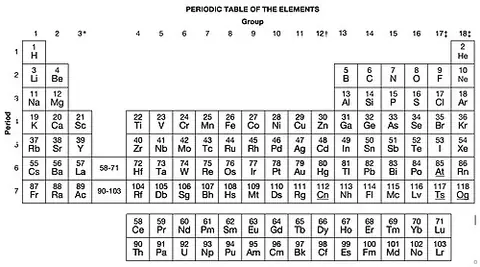 PERIODIC TABLE OF THE ELEMENTS
Group
1 2 3* 4 5 6 7 8 9 10 11 12† 13 14 15 16 17‡ 18‡
Period
1
1 2
H He
2
3 4 5 6 7 8 9 10
Li Be B C N O F Ne
3
11 12 13 14 15 16 17 18
Na Mg Al Si P S Cl Ar
4
19 20 21 22 23 24 25 26 27 28 29 30 31 32 33 34 35 36
K Ca Sc Ti V Cr Mn Fe Co Ni Cu Zn Ga Ge As Se Br Kr
5
37 38 39 40 41 42 43 44 45 46 47 48 49 50 51 52 53 54
Rb Sr Y Zr Nb Mo Tc Ru Rh Pd Ag Cd In Sn Sb Te I Xe
6
55 56 57 58-71 72 73 74 75 76 77 78 79 80 81 82 83 84 85 86
Cs Ba La Hf Ta W Re Os Ir Pt Au Hg Tl Pb Bi Po At Rn
7
87 88 89 90-103 104 105 106 107 108 109 110 111 112 113 114 115 116 117 118
Fr Ra Ac Rf Db Sg Bh Hs Mt Ds Rg Cn Nh Fl Mc Lv Ts Og
58 59 60 61 62 63 64 65 66 67 68 69 70 71
Ce Pr Nd Pm Sm Eu Gd Tb Dy Ho Er Tm Yb Lu
90 91 92 93 94 95 96 97 98 99 100 101 102 103
Th Pa U Np Pu Am Cm Bk Cf Es Fm Md No Lr